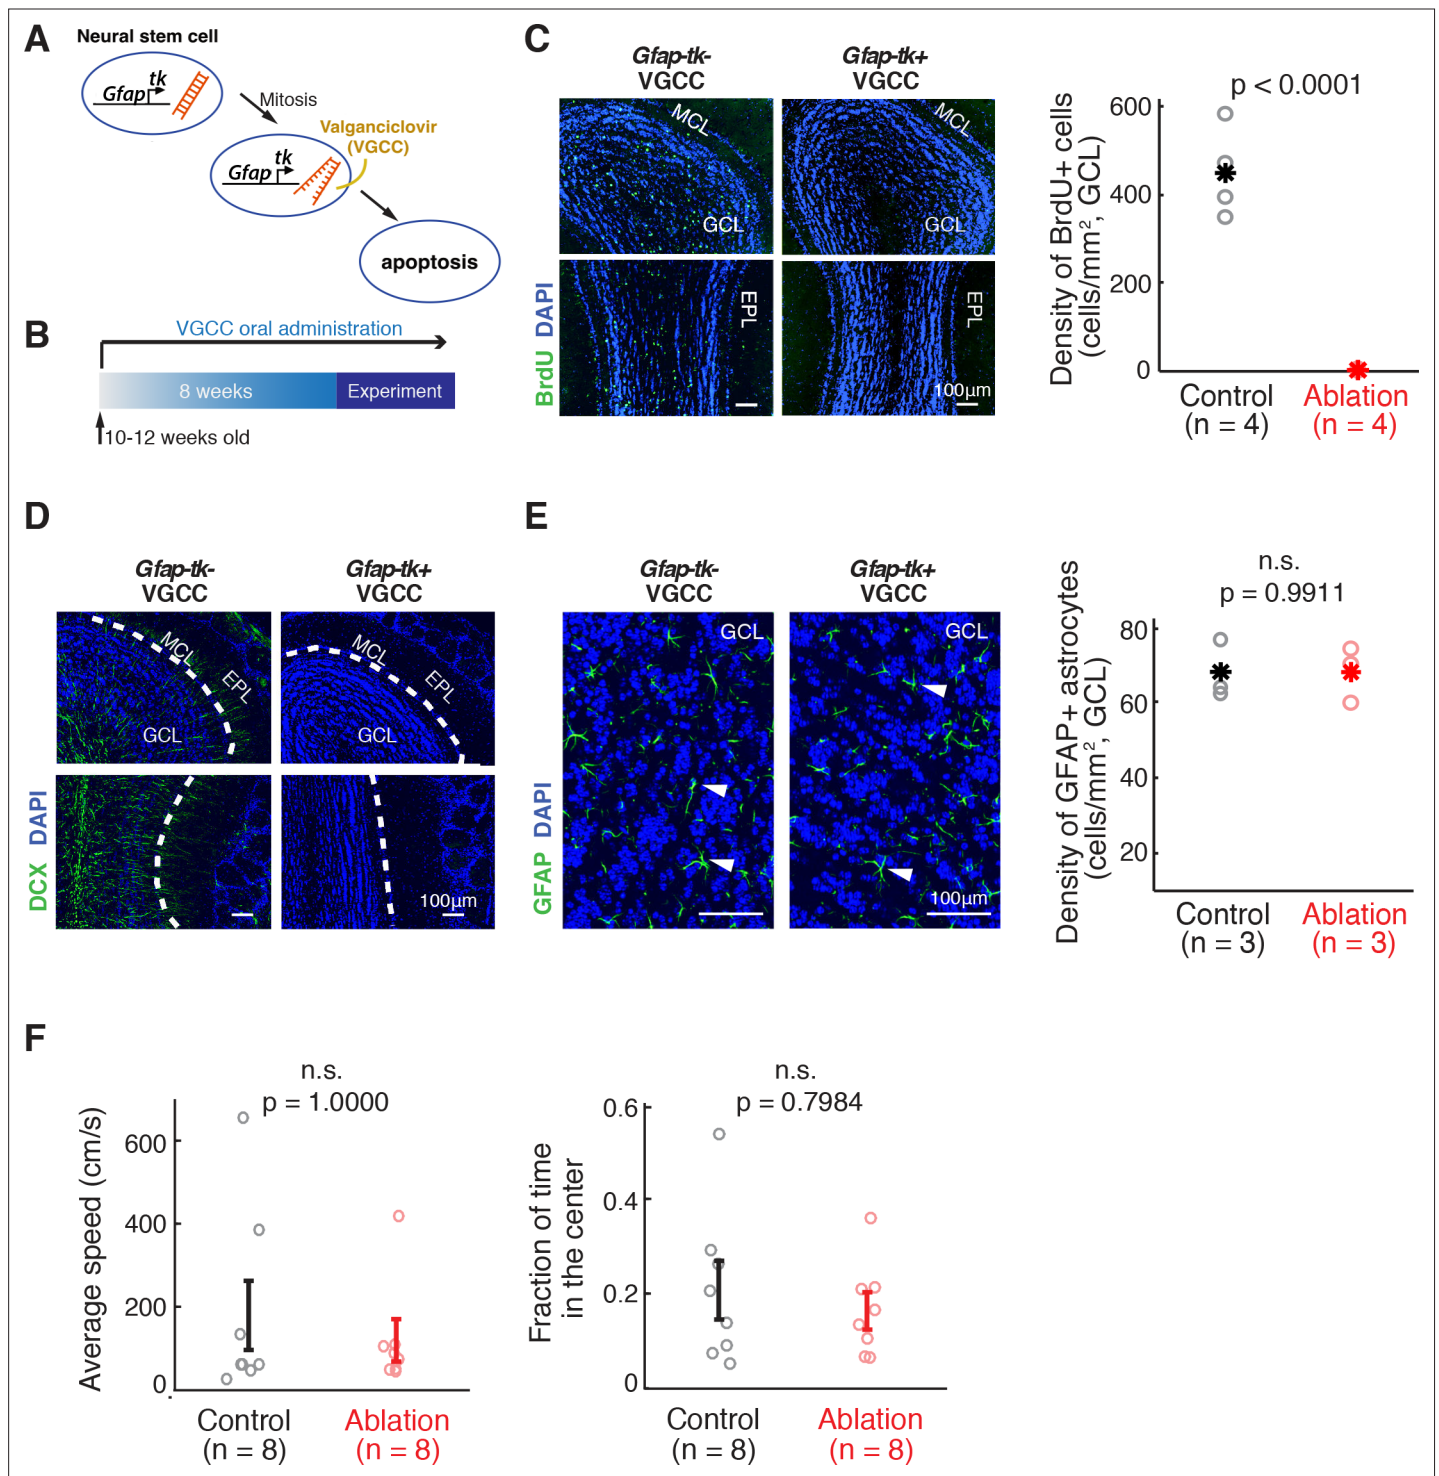 A
Neural stem cell
Gfap
tk
Mitosis
Valganciclovir
(VGCC)
Gfap
tk
apoptosis
B
VGCC oral administration
8 weeks
Experiment
10-12 weeks old
C
Gfap-tk-
VGCC
Gfap-tk+
VGCC
MCL
GCL
MCL
GCL
EPL
EPL
100µm
BrdU DAPI
p < 0.0001
Density of BrdU+ cells
(cells/mm², GCL)
600
400
200
0
Control
(n = 4)
Ablation
(n = 4)
D
Gfap-tk-
VGCC
Gfap-tk+
VGCC
MCL
EPL
GCL
MCL
EPL
GCL
100µm
DCX DAPI
E
Gfap-tk-
VGCC
Gfap-tk+
VGCC
GCL
GCL
100µm
GFAP DAPI
n.s.
p = 0.9911
Density of GFAP+ astrocytes
(cells/mm², GCL)
80
60
40
20
Control
(n = 3)
Ablation
(n = 3)
F
n.s.
p = 1.0000
Average speed (cm/s)
600
400
200
0
Control
(n = 8)
Ablation
(n = 8)
n.s.
p = 0.7984
Fraction of time
in the center
0.6
0.4
0.2
0
Control
(n = 8)
Ablation
(n = 8)